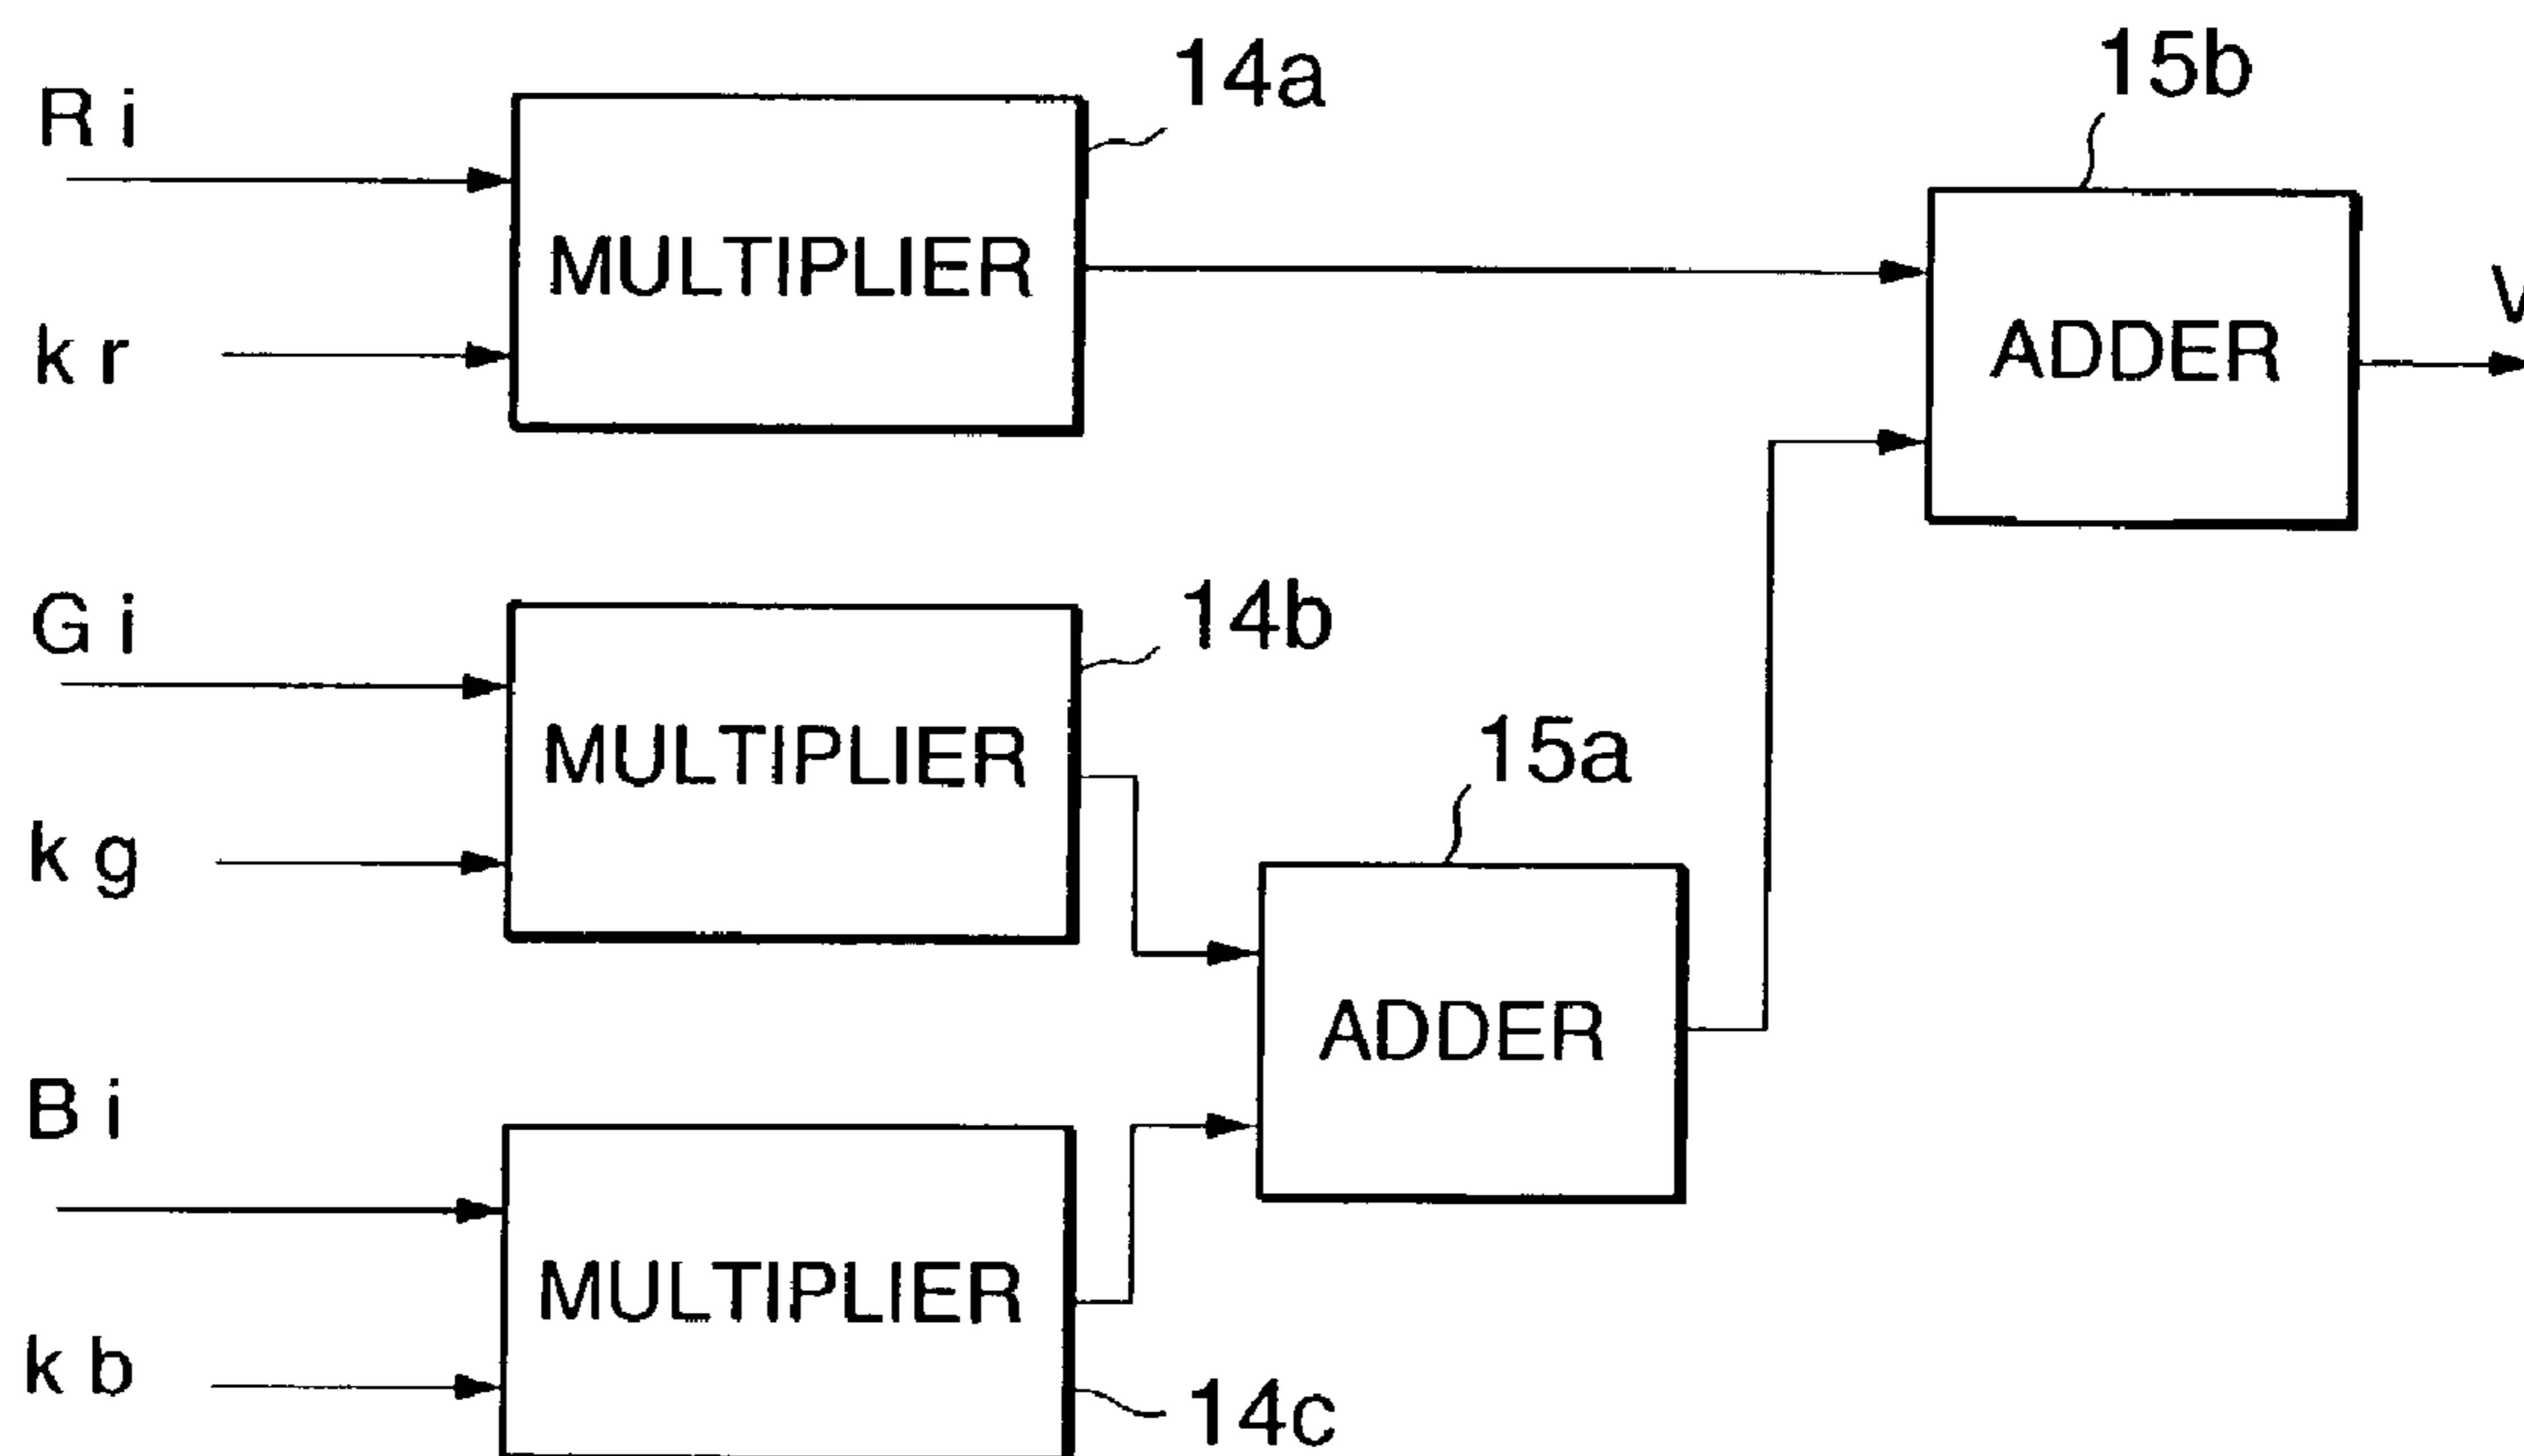 R i
k r
MULTIPLIER
14a
15b
ADDER
G i
k g
MULTIPLIER
14b
15a
ADDER
B i
k b
MULTIPLIER
14c